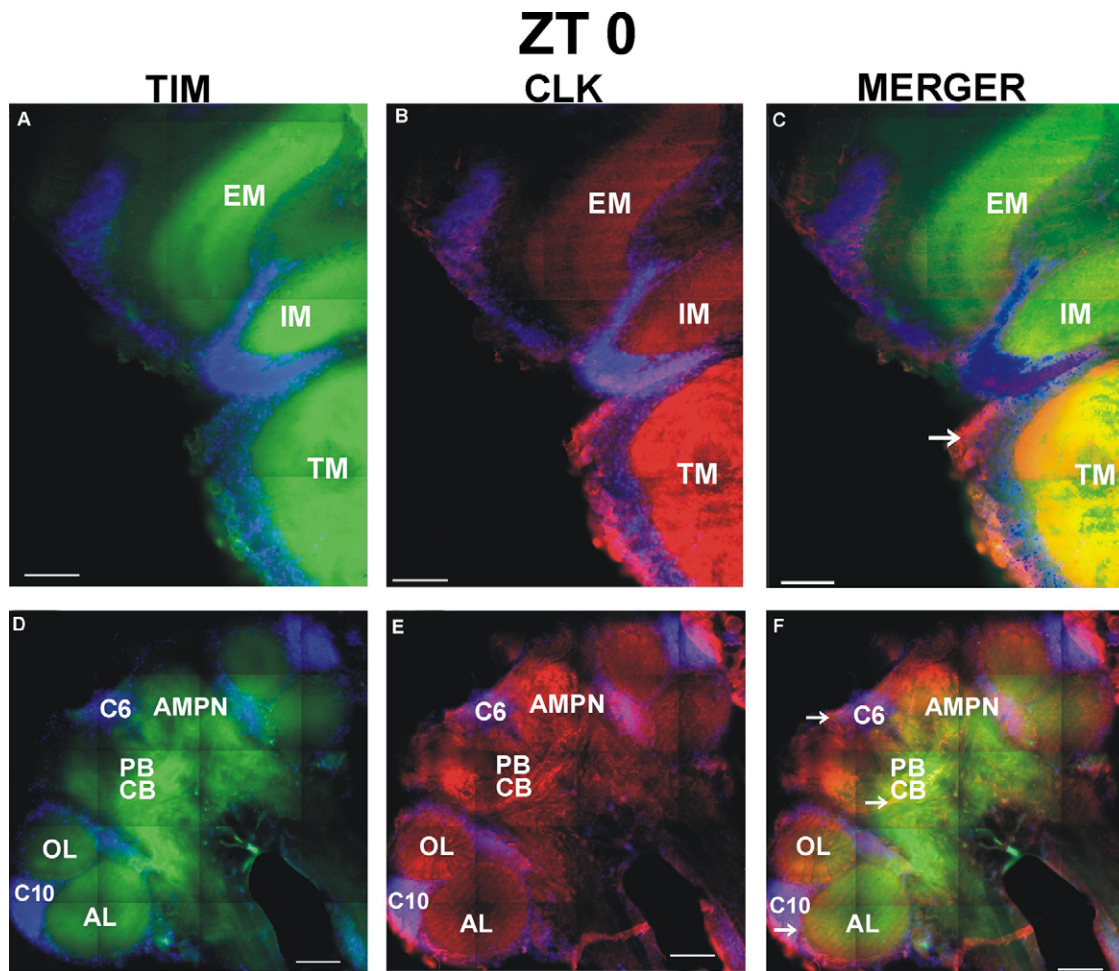 ZT 0
TIM CLK MERGER
A B C
EM EM EM
IM IM IM
TM TM TM
D E F
C6 AMPN C6 AMPN C6 AMPN
PB PB PB
CB CB CB
OL OL OL
C10 C10 C10
AL AL AL